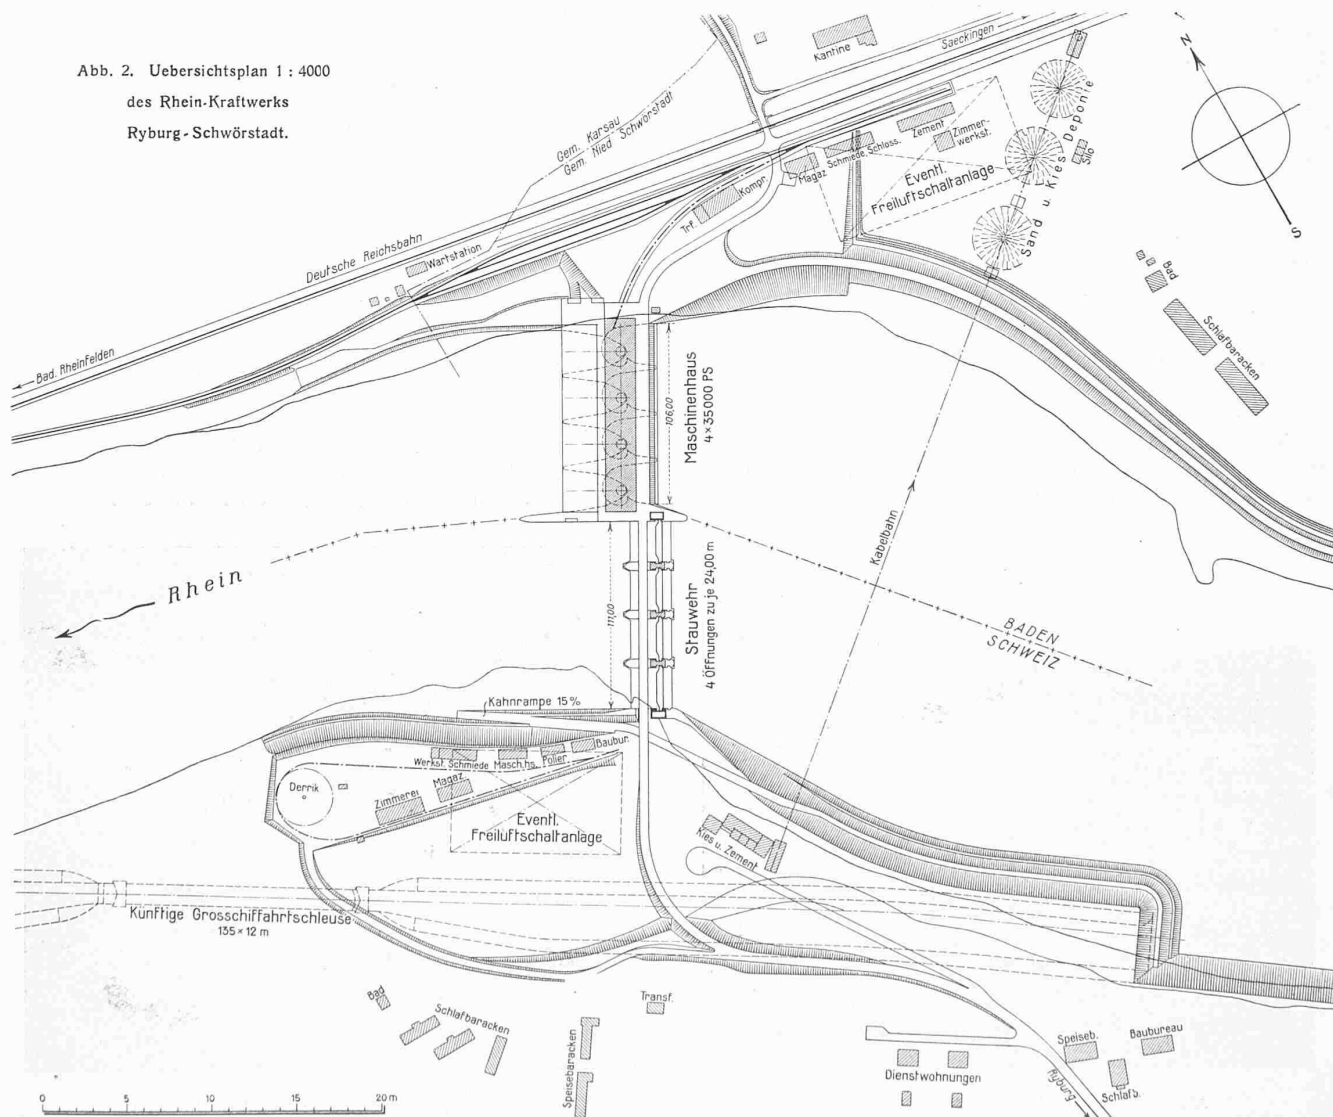 Abb. 2. Uebersichtsplan 1 : 4000
des Rhein-Kraftwerks
Ryburg-Schwörstadt.
Kantine
Saeckingen
N
S
Gem. Karsau
Gem. Nied Schwörstadt
Deutsche Reichsbahn
Wartstation
Bad. Rheinfelden
Trf.
Kompr.
Magaz
Schmiede
Schloss.
Zement
Zimmer-
werkst.
Eventl.
Freiluftschaltanlage
Sand u. Kies Deponie
Silo
Bad
Schlafbaracken
Maschinenhaus
4×35000 PS
106,00
Kabelbahn
Rhein
BADEN
SCHWEIZ
Stauwehr
4 Öffnungen zu je 24,00 m
111,00
Kahnrampe 15%
Werkst.
Schmiede
Masch.hs.
Polier
Baubur.
Derrik
Zimmerei
Magaz.
Eventl.
Freiluftschaltanlage
Kies u. Zement
Künftige Grosschiffahrtschleuse
135 × 12 m
Bad
Schlafbaracken
Speisebaracken
Transf.
Dienstwohnungen
Ryburg
Speiseb.
Baubureau
Schlafb.
0 5 10 15 20 m